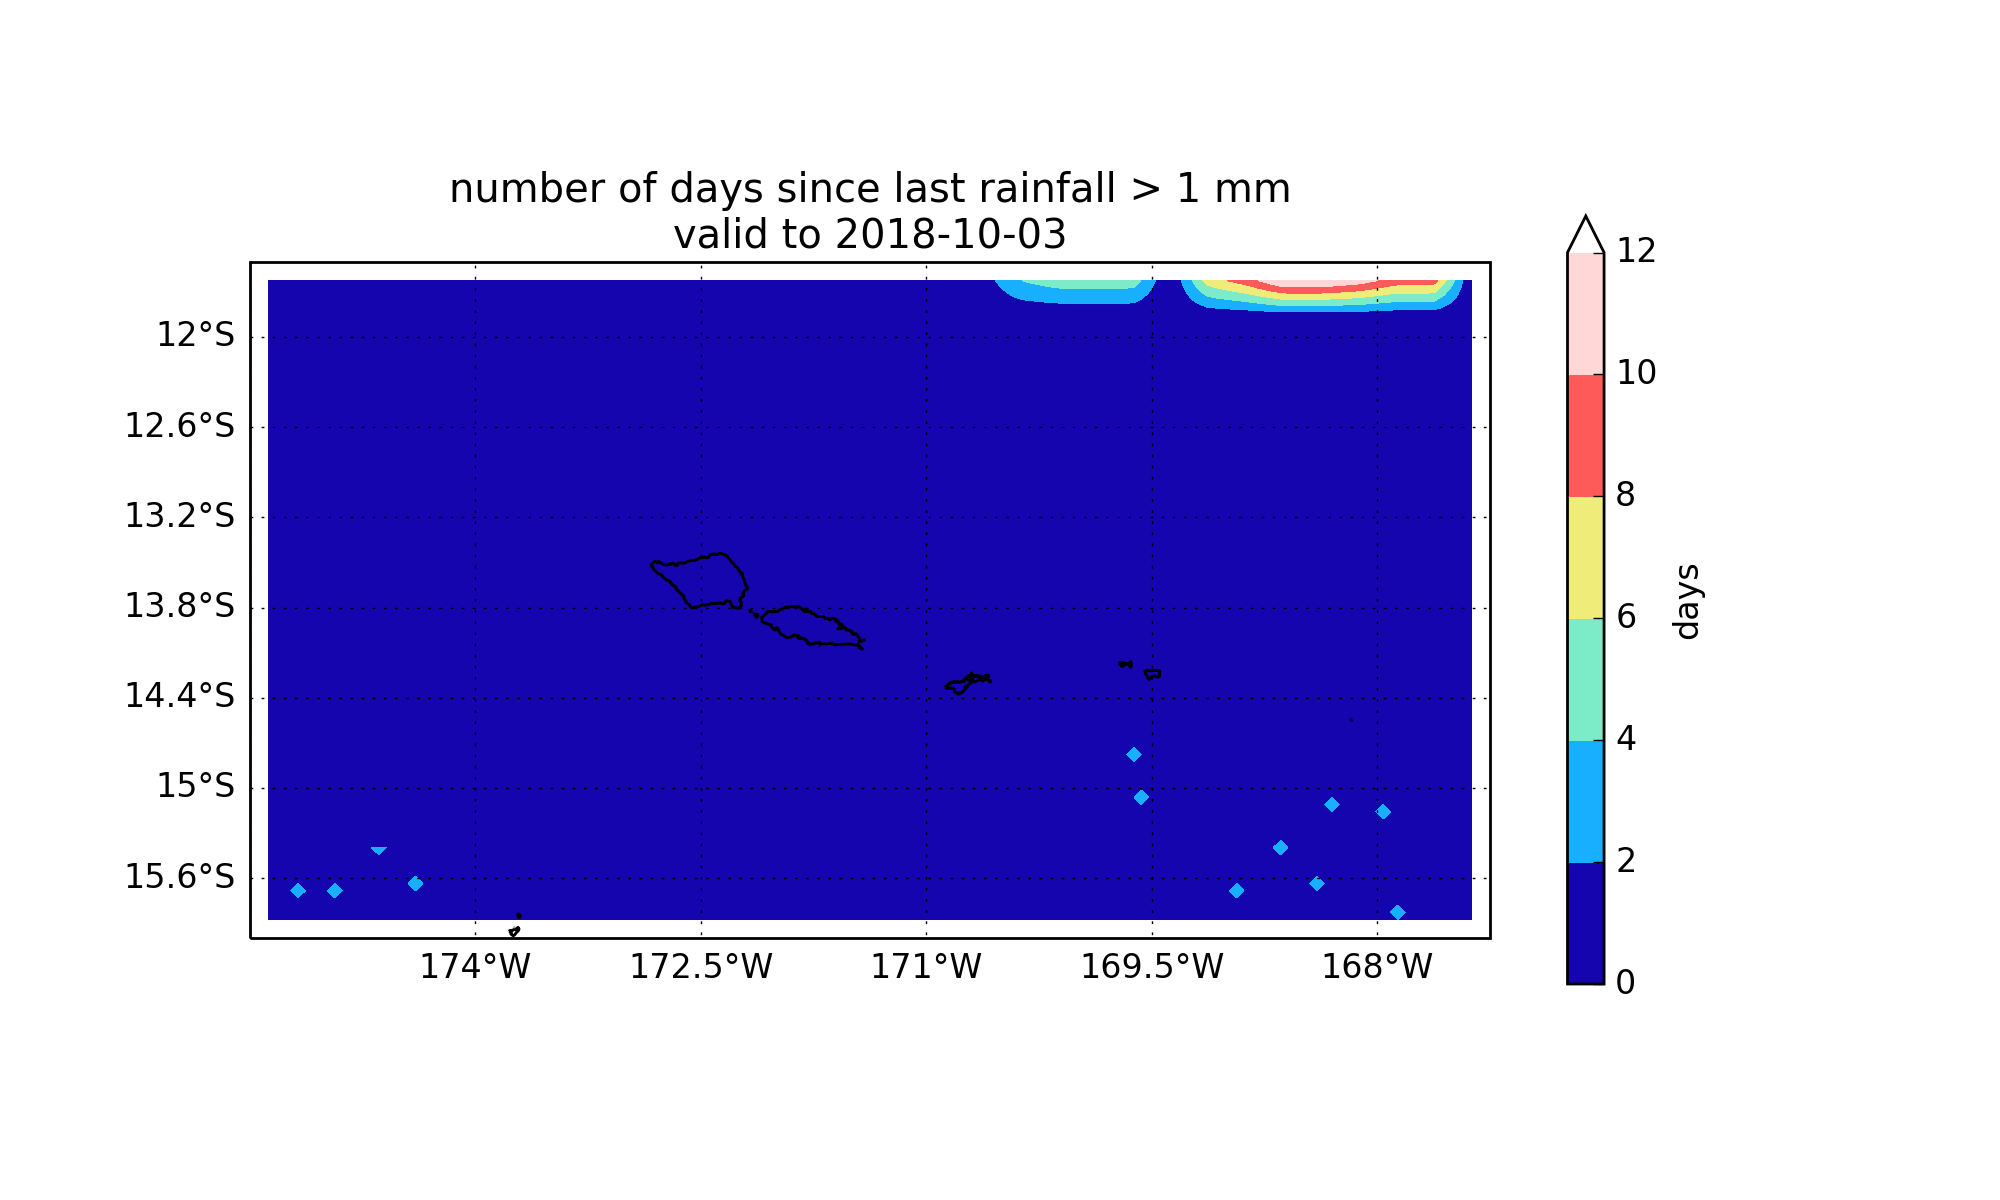 number of days since last rainfall > 1 mm
valid to 2018-10-03
12°S
12.6°S
13.2°S
13.8°S
14.4°S
15°S
15.6°S
174°W 172.5°W 171°W 169.5°W 168°W
12
10
8
6
4
2
0
days